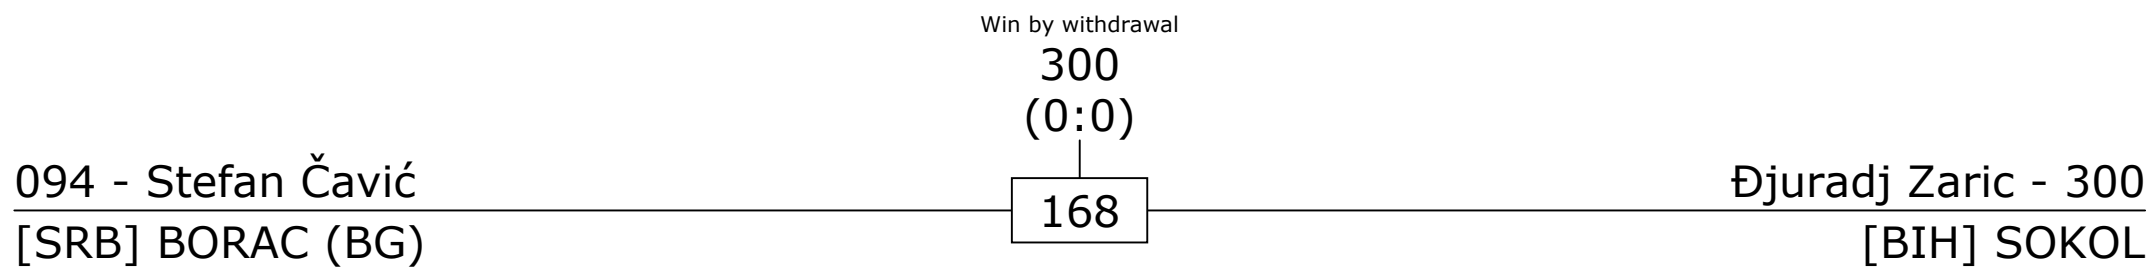 Win by withdrawal
300
(0:0)
094 - Stefan Čavić
Đjuradj Zaric - 300
168
[SRB] BORAC (BG)
[BIH] SOKOL